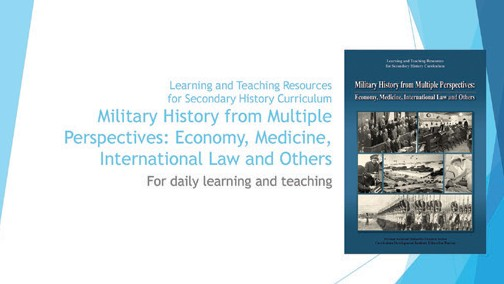 Learning and Teaching Resources
for Secondary History Curriculum
Military History from Multiple
Perspectives: Economy, Medicine,
International Law and Others
For daily learning and teaching
Learning and Teaching Resources
for Secondary History Curriculum
Military History from Multiple Perspectives:
Economy, Medicine, International Law and Others